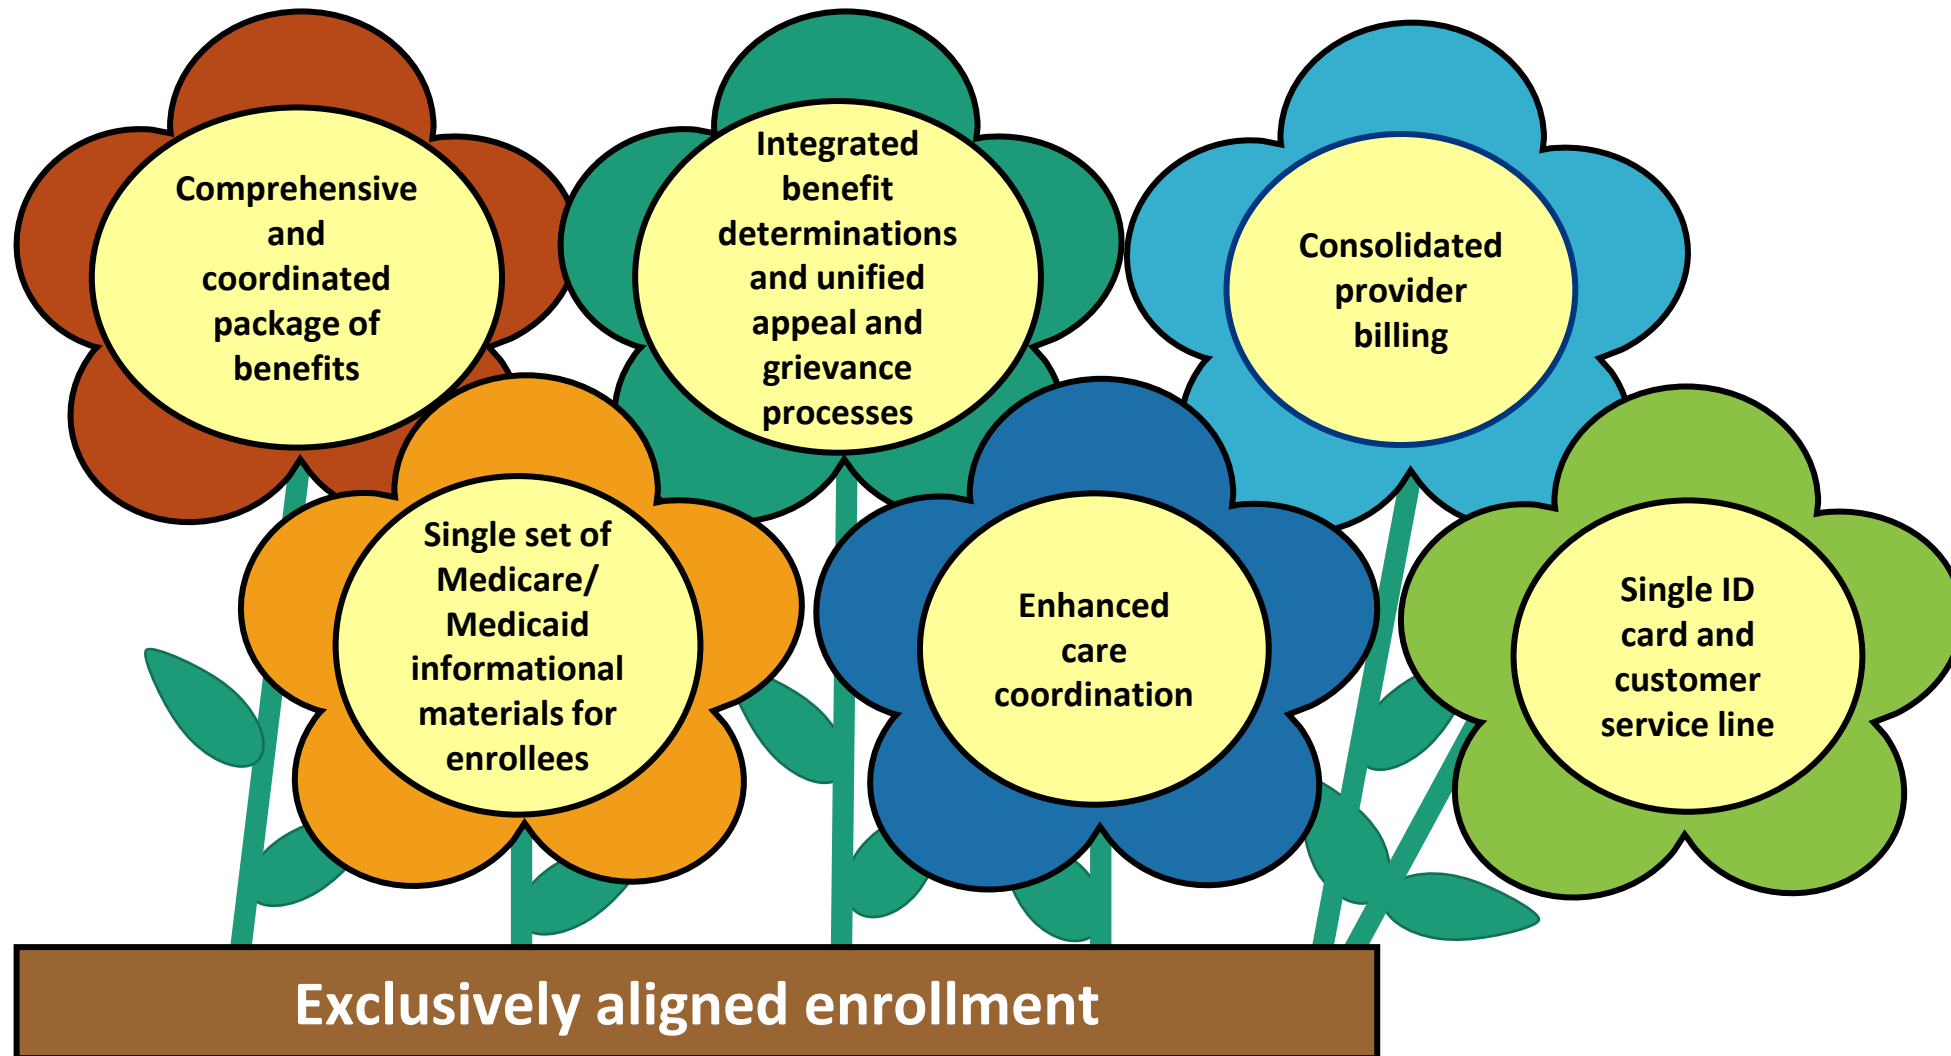 Comprehensive
and
coordinated
package of
benefits
Integrated
benefit
determinations
and unified
appeal and
grievance
processes
Consolidated
provider
billing
Single set of
Medicare/
Medicaid
informational
materials for
enrollees
Enhanced
care
coordination
Single ID
card and
customer
service line
Exclusively aligned enrollment